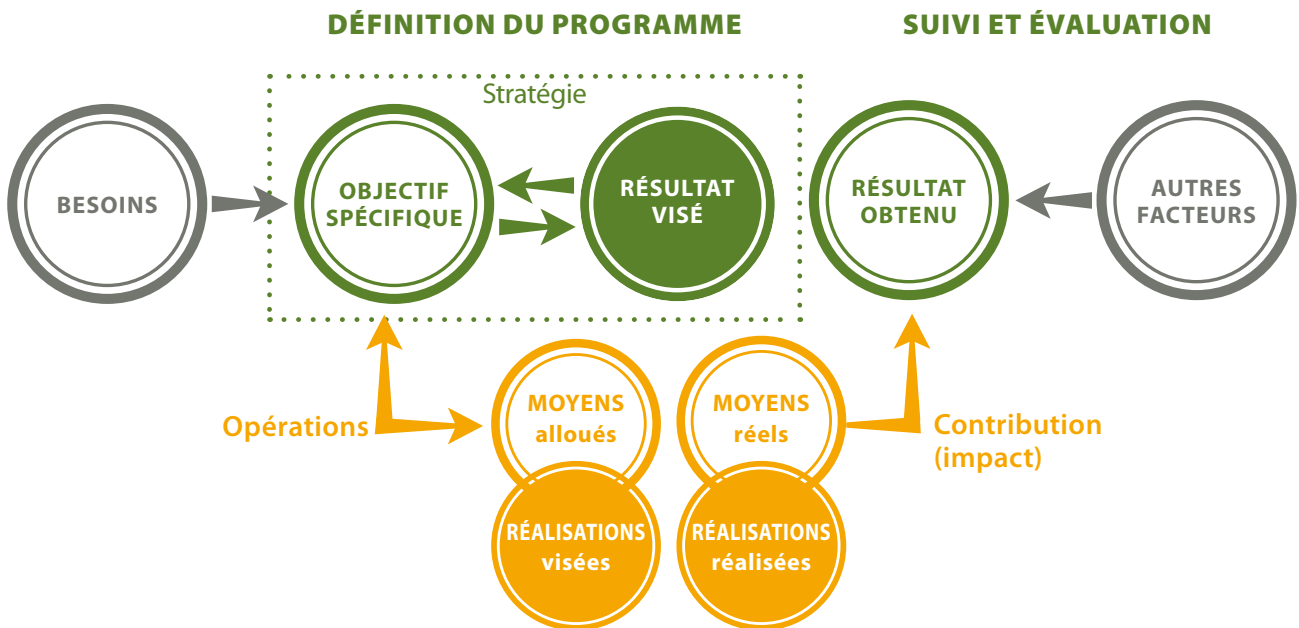 DÉFINITION DU PROGRAMME
SUIVI ET ÉVALUATION
Stratégie
BESOINS
OBJECTIF
SPÉCIFIQUE
RÉSULTAT
VISÉ
RÉSULTAT
OBTENU
AUTRES
FACTEURS
Opérations
MOYENS
alloués
MOYENS
réels
Contribution
(impact)
RÉALISATIONS
visées
RÉALISATIONS
réalisées